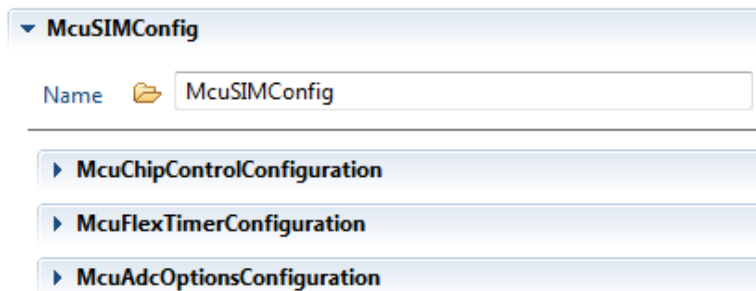 McuSIMConfig
Name McuSIMConfig
McuChipControlConfiguration
McuFlexTimerConfiguration
McuAdcOptionsConfiguration